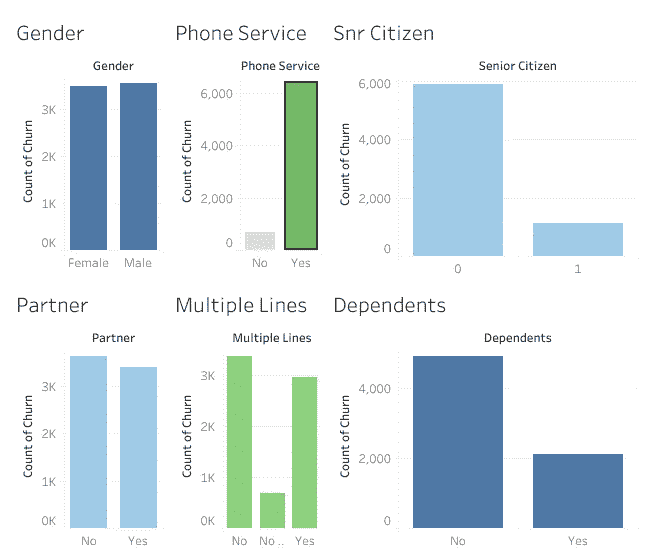 Gender
Phone Service
Snr Citizen
Gender
Phone Service
Senior Citizen
Count of Churn
3K
2K
1K
0K
Female
Male
Count of Churn
6,000
4,000
2,000
0
No
Yes
Count of Churn
6,000
4,000
2,000
0
0
1
Partner
Multiple Lines
Dependents
Partner
Multiple Lines
Dependents
Count of Churn
3K
2K
1K
0K
No
Yes
Count of Churn
3K
2K
1K
0K
No
No ..
Yes
Count of Churn
4,000
2,000
0
No
Yes